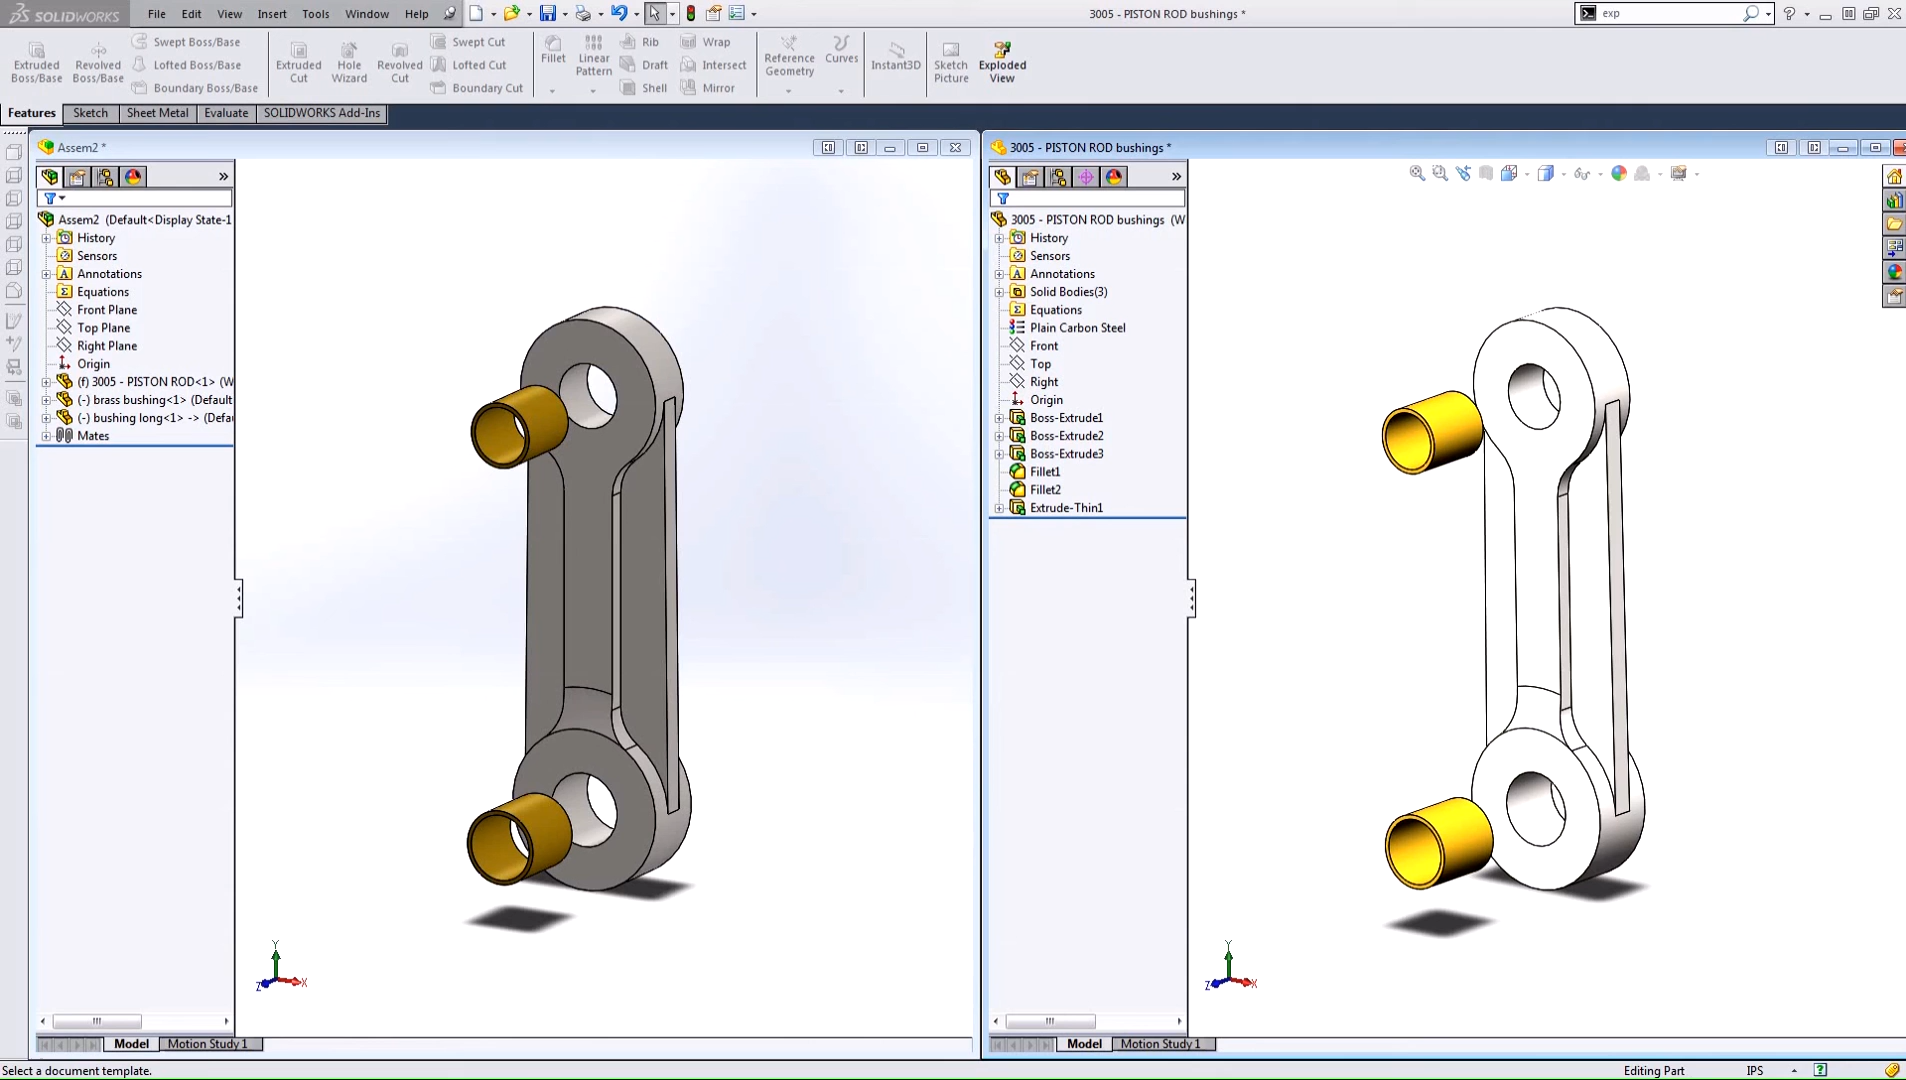 SOLIDWORKS File Edit View Insert Tools Window Help 3005 - PISTON ROD bushings * exp
Extruded Boss/Base
Revolved Boss/Base
Swept Boss/Base
Lofted Boss/Base
Boundary Boss/Base
Extruded Cut
Hole Wizard
Revolved Cut
Swept Cut
Lofted Cut
Boundary Cut
Fillet
Linear Pattern
Rib
Draft
Shell
Wrap
Intersect
Mirror
Reference Geometry
Curves
Instant3D
Sketch Picture
Exploded View
Features Sketch Sheet Metal Evaluate SOLIDWORKS Add-Ins
Assem2 *
Assem2 (Default<Display State-1
History
Sensors
Annotations
Equations
Front Plane
Top Plane
Right Plane
Origin
(f) 3005 - PISTON ROD<1> (W
(-) brass bushing<1> (Default
(-) bushing long<1> -> (Defau
Mates
Y
Z X
Model Motion Study 1
3005 - PISTON ROD bushings *
3005 - PISTON ROD bushings (W
History
Sensors
Annotations
Solid Bodies(3)
Equations
Plain Carbon Steel
Front
Top
Right
Origin
Boss-Extrude1
Boss-Extrude2
Boss-Extrude3
Fillet1
Fillet2
Extrude-Thin1
Y
Z X
Model Motion Study 1
Select a document template. Editing Part IPS